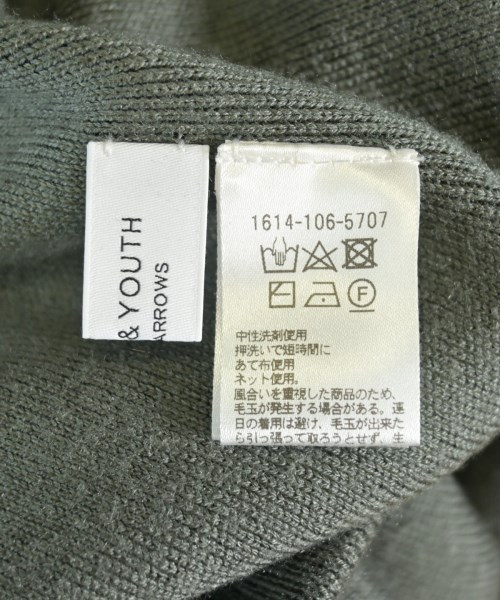 & YOUTH
ARROWS
1614-106-5707
F
中性洗剤使用
押洗いで短時間に
あて布使用
ネット使用。
風合いを重視した商品のため、
毛玉が発生する場合がある。連
日の着用は避け、毛玉が出来た
ら引っ張って取ろうとせず、生